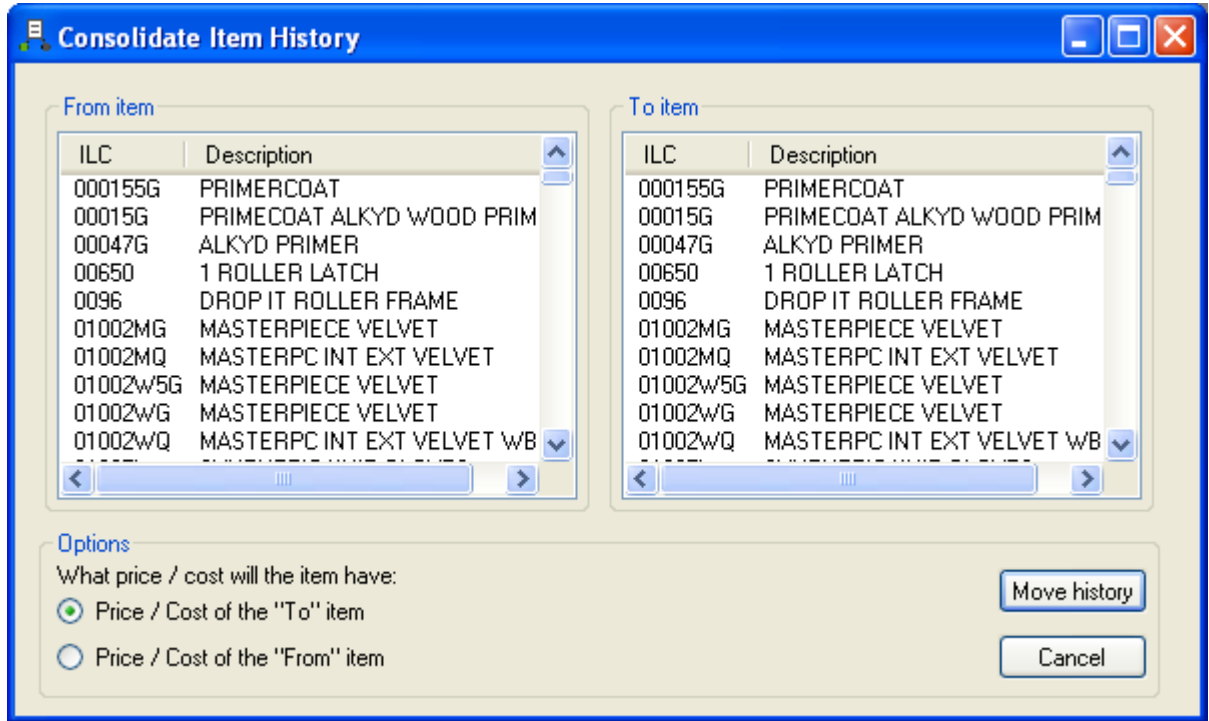 Consolidate Item History
From item
ILC Description
000155G PRIMERCOAT
00015G PRIMECOAT ALKYD WOOD PRIM
00047G ALKYD PRIMER
00650 1 ROLLER LATCH
0096 DROP IT ROLLER FRAME
01002MG MASTERPIECE VELVET
01002MQ MASTERPC INT EXT VELVET
01002W5G MASTERPIECE VELVET
01002WG MASTERPIECE VELVET
01002WQ MASTERPC INT EXT VELVET WB
To item
ILC Description
000155G PRIMERCOAT
00015G PRIMECOAT ALKYD WOOD PRIM
00047G ALKYD PRIMER
00650 1 ROLLER LATCH
0096 DROP IT ROLLER FRAME
01002MG MASTERPIECE VELVET
01002MQ MASTERPC INT EXT VELVET
01002W5G MASTERPIECE VELVET
01002WG MASTERPIECE VELVET
01002WQ MASTERPC INT EXT VELVET WB
Options
What price / cost will the item have:
Price / Cost of the "To" item
Price / Cost of the "From" item
Move history
Cancel